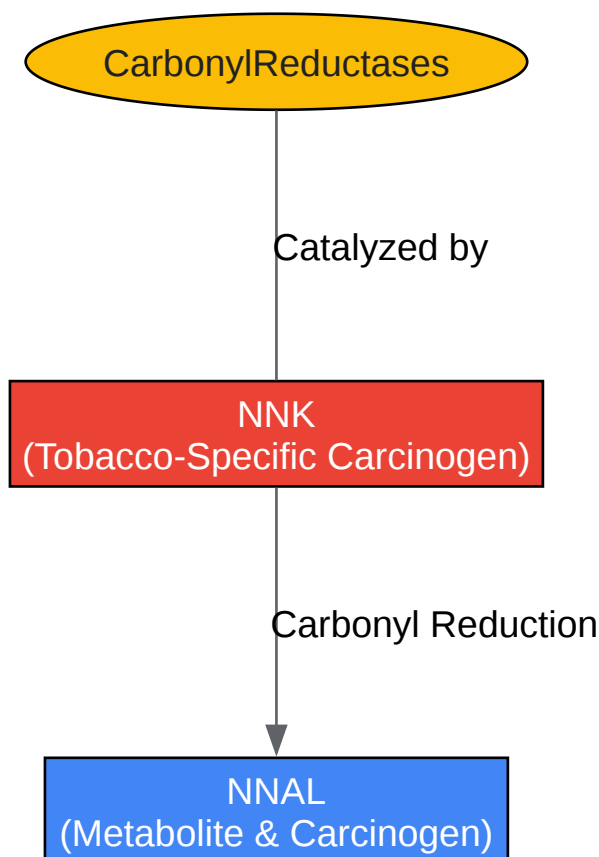 CarbonylReductases
Catalyzed by
NNK
(Tobacco-Specific Carcinogen)
Carbonyl Reduction
NNAL
(Metabolite & Carcinogen)